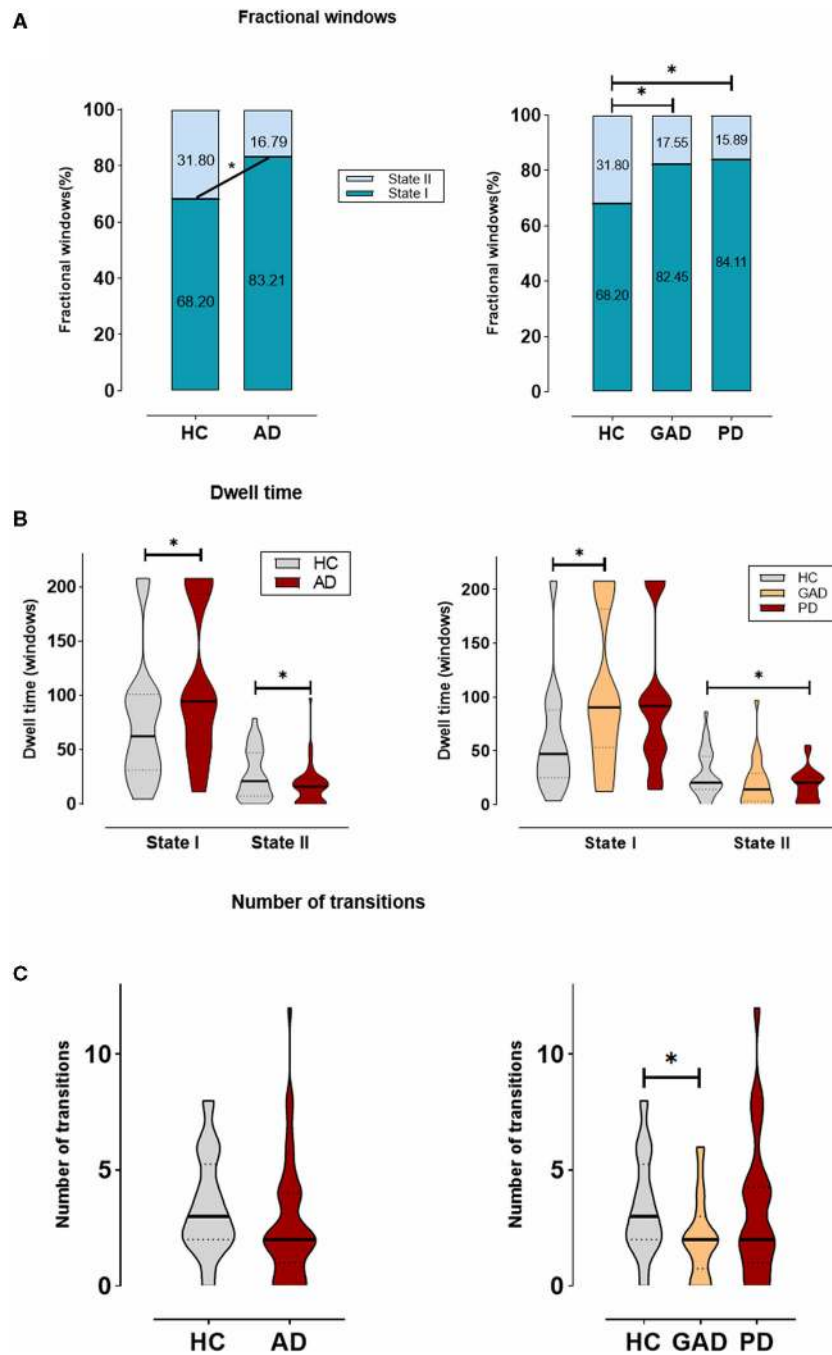 A
Fractional windows
Fractional windows(%)
100
80
60
40
20
0
31.80
16.79
*
68.20
83.21
HC
AD
State II
State I
Fractional windows(%)
100
80
60
40
20
0
*
*
31.80
17.55
15.89
68.20
82.45
84.11
HC
GAD
PD
B
Dwell time
Dwell time (windows)
200
150
100
50
0
*
*
HC
AD
State I
State II
Dwell time (windows)
200
150
100
50
0
*
*
HC
GAD
PD
State I
State II
Number of transitions
C
Number of transitions
10
5
0
HC
AD
Number of transitions
10
5
0
*
HC
GAD
PD